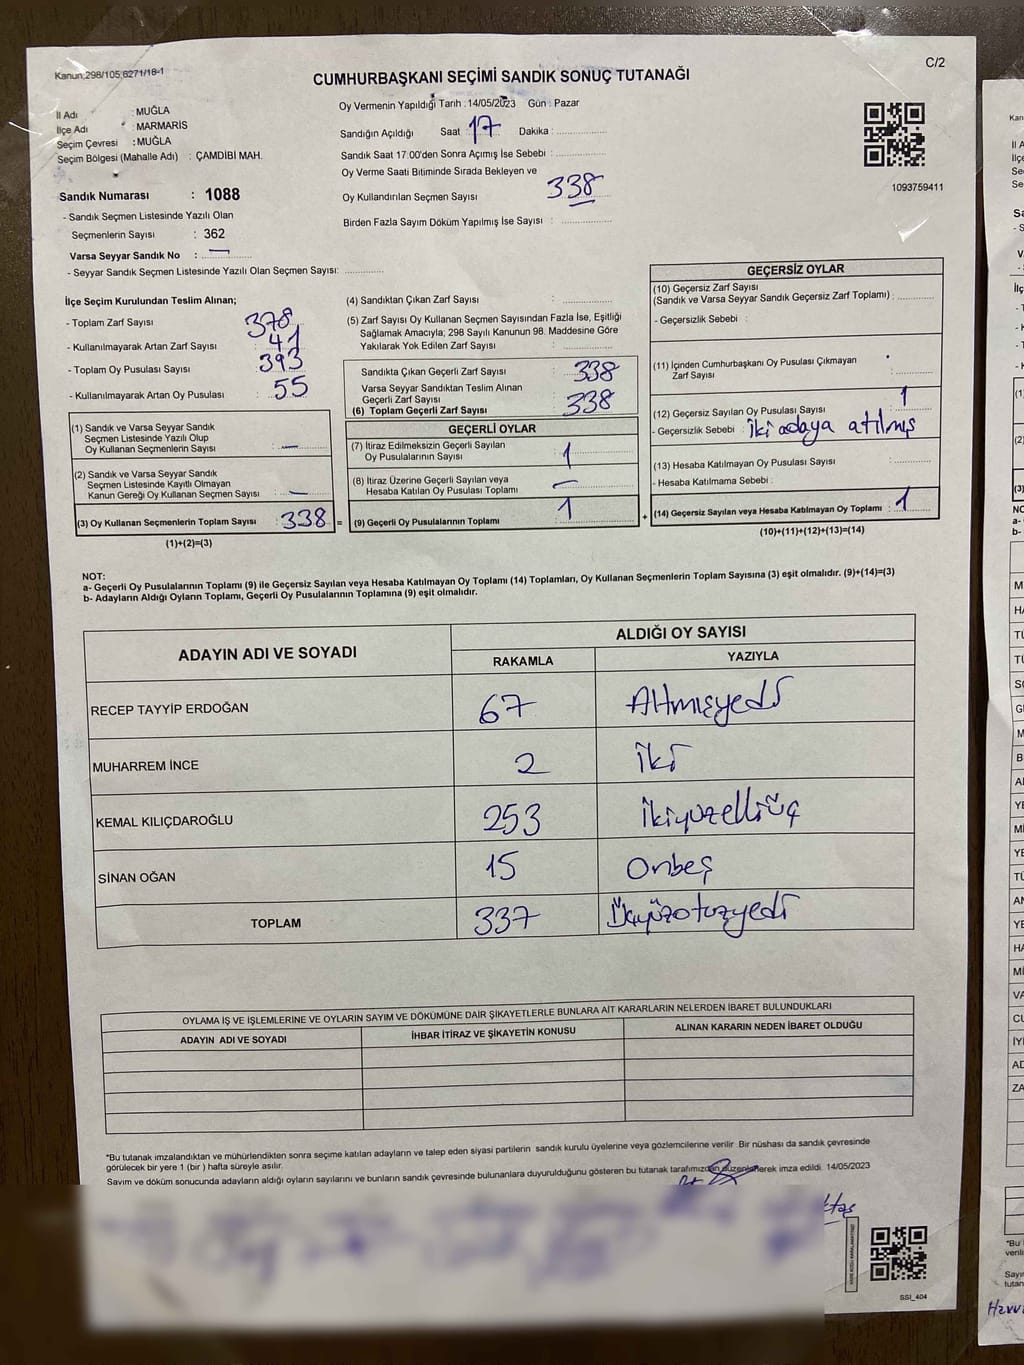 Kanun;298/105,6271/18-1
C/2
CUMHURBAŞKANI SEÇİMİ SANDIK SONUÇ TUTANAĞI
İl Adı : MUĞLA
İlçe Adı : MARMARİS
Seçim Çevresi : MUĞLA
Seçim Bölgesi (Mahalle Adı) : ÇAMDİBİ MAH.
Oy Vermenin Yapıldığı Tarih : 14/05/2023 Gün : Pazar
Sandığın Açıldığı Saat : 17 Dakika : ..............
Sandık Saat 17:00'den Sonra Açımış İse Sebebi : ..............
Oy Verme Saati Bitiminde Sırada Bekleyen ve
Oy Kullandırılan Seçmen Sayısı 338
Birden Fazla Sayım Döküm Yapılmış İse Sayısı : ..............
1093759411
Sandık Numarası : 1088
- Sandık Seçmen Listesinde Yazılı Olan
Seçmenlerin Sayısı : 362
Varsa Seyyar Sandık No : —
- Seyyar Sandık Seçmen Listesinde Yazılı Olan Seçmen Sayısı: ..............
İlçe Seçim Kurulundan Teslim Alınan;
- Toplam Zarf Sayısı 378
- Kullanılmayarak Artan Zarf Sayısı : 41
- Toplam Oy Pusulası Sayısı : 393
- Kullanılmayarak Artan Oy Pusulası : 55
(1) Sandık ve Varsa Seyyar Sandık
Seçmen Listesinde Yazılı Olup
Oy Kullanan Seçmenlerin Sayısı : —
(2) Sandık ve Varsa Seyyar Sandık
Seçmen Listesinde Kayıtlı Olmayan
Kanun Gereği Oy Kullanan Seçmen Sayısı : —
(3) Oy Kullanan Seçmenlerin Toplam Sayısı : 338 =
(1)+(2)=(3)
(4) Sandıktan Çıkan Zarf Sayısı : ..............
(5) Zarf Sayısı Oy Kullanan Seçmen Sayısından Fazla İse, Eşitliği
Sağlamak Amacıyla; 298 Sayılı Kanunun 98. Maddesine Göre
Yakılarak Yok Edilen Zarf Sayısı : ..............
Sandıkta Çıkan Geçerli Zarf Sayısı : 338
Varsa Seyyar Sandıktan Teslim Alınan
Geçerli Zarf Sayısı :
(6) Toplam Geçerli Zarf Sayısı 338
GEÇERLİ OYLAR
(7) İtiraz Edilmeksizin Geçerli Sayılan
Oy Pusulalarının Sayısı : 1
(8) İtiraz Üzerine Geçerli Sayılan veya
Hesaba Katılan Oy Pusulası Toplamı : —
(9) Geçerli Oy Pusulalarının Toplamı : 1 +
GEÇERSİZ OYLAR
(10) Geçersiz Zarf Sayısı
(Sandık ve Varsa Seyyar Sandık Geçersiz Zarf Toplamı) : ..............
- Geçersizlik Sebebi :
(11) İçinden Cumhurbaşkanı Oy Pusulası Çıkmayan
Zarf Sayısı : ..............
(12) Geçersiz Sayılan Oy Pusulası Sayısı : 1
- Geçersizlik Sebebi : iki adaya atılmış
(13) Hesaba Katılmayan Oy Pusulası Sayısı : ..............
- Hesaba Katılmama Sebebi :
(14) Geçersiz Sayılan veya Hesaba Katılmayan Oy Toplamı : 1
(10)+(11)+(12)+(13)=(14)
NOT:
a- Geçerli Oy Pusulalarının Toplamı (9) ile Geçersiz Sayılan veya Hesaba Katılmayan Oy Toplamı (14) Toplamları, Oy Kullanan Seçmenlerin Toplam Sayısına (3) eşit olmalıdır. (9)+(14)=(3)
b- Adayların Aldığı Oyların Toplamı, Geçerli Oy Pusulalarının Toplamına (9) eşit olmalıdır.
ADAYIN ADI VE SOYADI
ALDIĞI OY SAYISI
RAKAMLA YAZIYLA
RECEP TAYYİP ERDOĞAN 67 Altmışyedi
MUHARREM İNCE 2 iki
KEMAL KILIÇDAROĞLU 253 ikiyüzelliüç
SİNAN OĞAN 15 Onbeş
TOPLAM 337 Üçyüzotuzyedi
OYLAMA İŞ VE İŞLEMLERİNE VE OYLARIN SAYIM VE DÖKÜMÜNE DAİR ŞİKAYETLERLE BUNLARA AİT KARARLARIN NELERDEN İBARET BULUNDUKLARI
ADAYIN ADI VE SOYADI İHBAR İTİRAZ VE ŞİKAYETİN KONUSU ALINAN KARARIN NEDEN İBARET OLDUĞU
*Bu tutanak imzalandıktan ve mühürlendikten sonra seçime katılan adayların ve talep eden siyasi partilerin sandık kurulu üyelerine veya gözlemcilerine verilir. Bir nüshası da sandık çevresinde
görülecek bir yere 1 (bir ) hafta süreyle asılır.
Sayım ve döküm sonucunda adayların aldığı oyların sayılarını ve bunların sandık çevresinde bulunanlara duyurulduğunu gösteren bu tutanak tarafımızdan düzenlenerek imza edildi. 14/05/2023
SSI_404